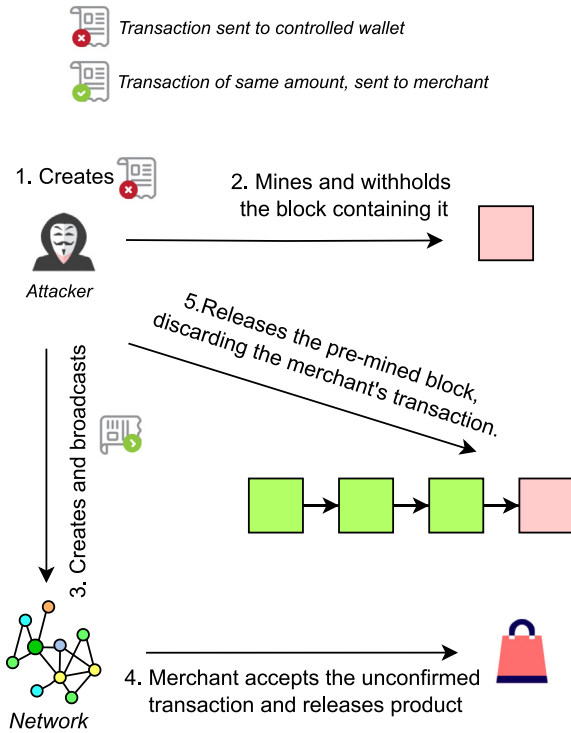 Transaction sent to controlled wallet
Transaction of same amount, sent to merchant
1. Creates
2. Mines and withholds
the block containing it
Attacker
5.Releases the pre-mined block,
discarding the merchant's transaction.
3. Creates and broadcasts
4. Merchant accepts the unconfirmed
transaction and releases product
Network